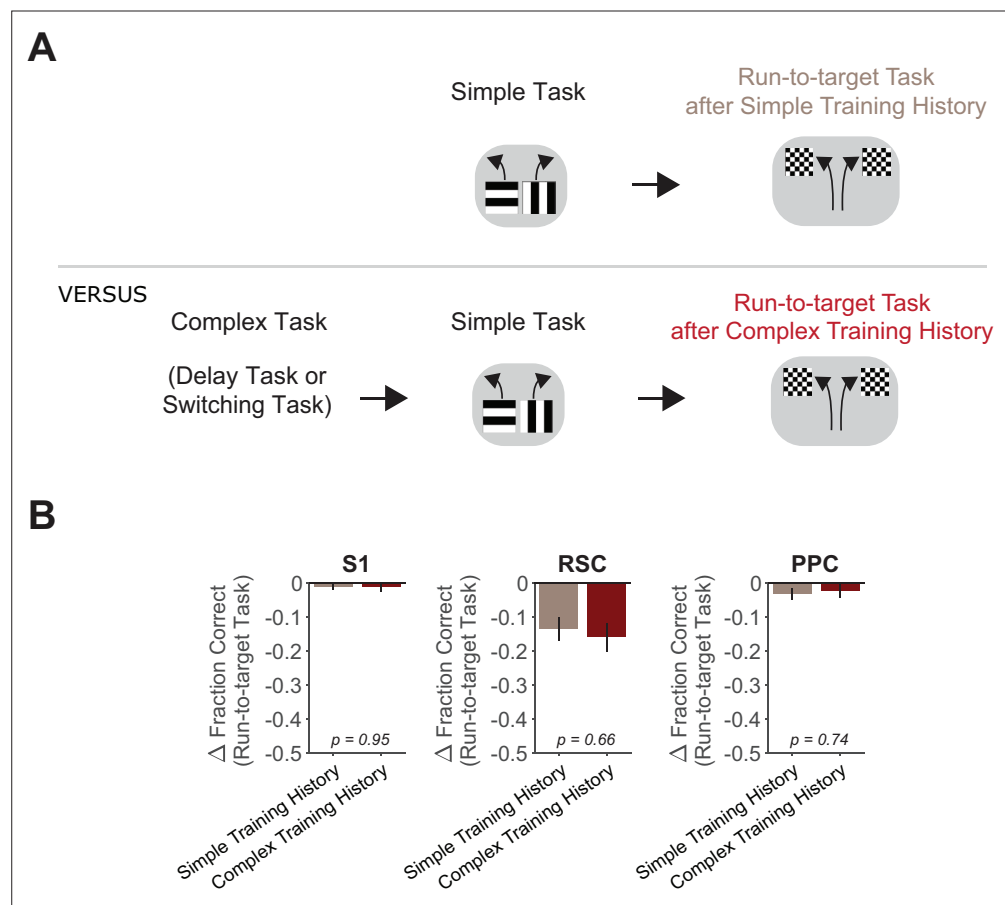 A
Simple Task
Run-to-target Task
after Simple Training History
VERSUS
Complex Task
(Delay Task or
Switching Task)
Simple Task
Run-to-target Task
after Complex Training History
B
S1
Δ Fraction Correct
(Run-to-target Task)
0
-0.1
-0.2
-0.3
-0.4
-0.5
p = 0.95
Simple Training History
Complex Training History
RSC
Δ Fraction Correct
(Run-to-target Task)
0
-0.1
-0.2
-0.3
-0.4
-0.5
p = 0.66
Simple Training History
Complex Training History
PPC
Δ Fraction Correct
(Run-to-target Task)
0
-0.1
-0.2
-0.3
-0.4
-0.5
p = 0.74
Simple Training History
Complex Training History